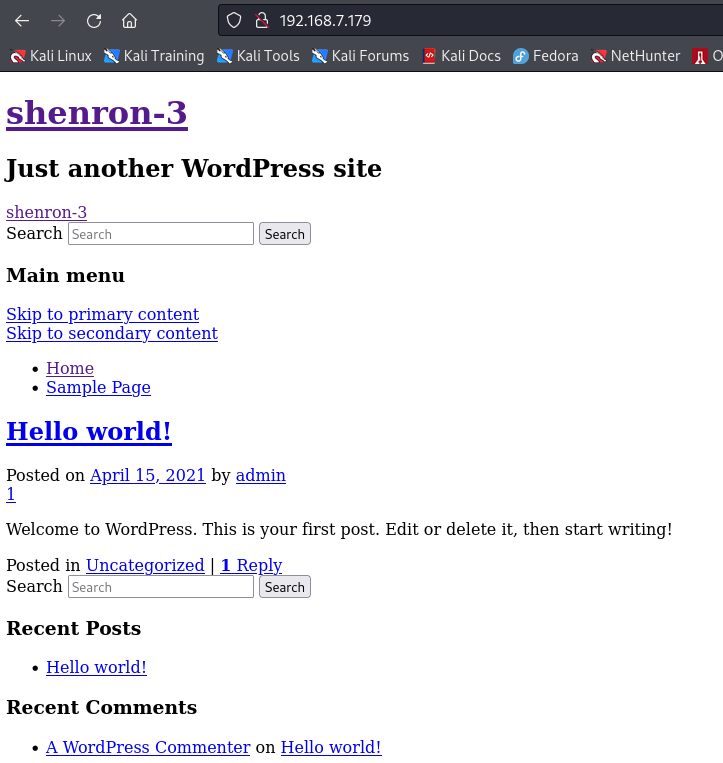 192.168.7.179
Kali Linux Kali Training Kali Tools Kali Forums Kali Docs Fedora NetHunter O
shenron-3
Just another WordPress site
shenron-3
Search Search Search
Main menu
Skip to primary content
Skip to secondary content
• Home
• Sample Page
Hello world!
Posted on April 15, 2021 by admin
1
Welcome to WordPress. This is your first post. Edit or delete it, then start writing!
Posted in Uncategorized | 1 Reply
Search Search Search
Recent Posts
• Hello world!
Recent Comments
• A WordPress Commenter on Hello world!